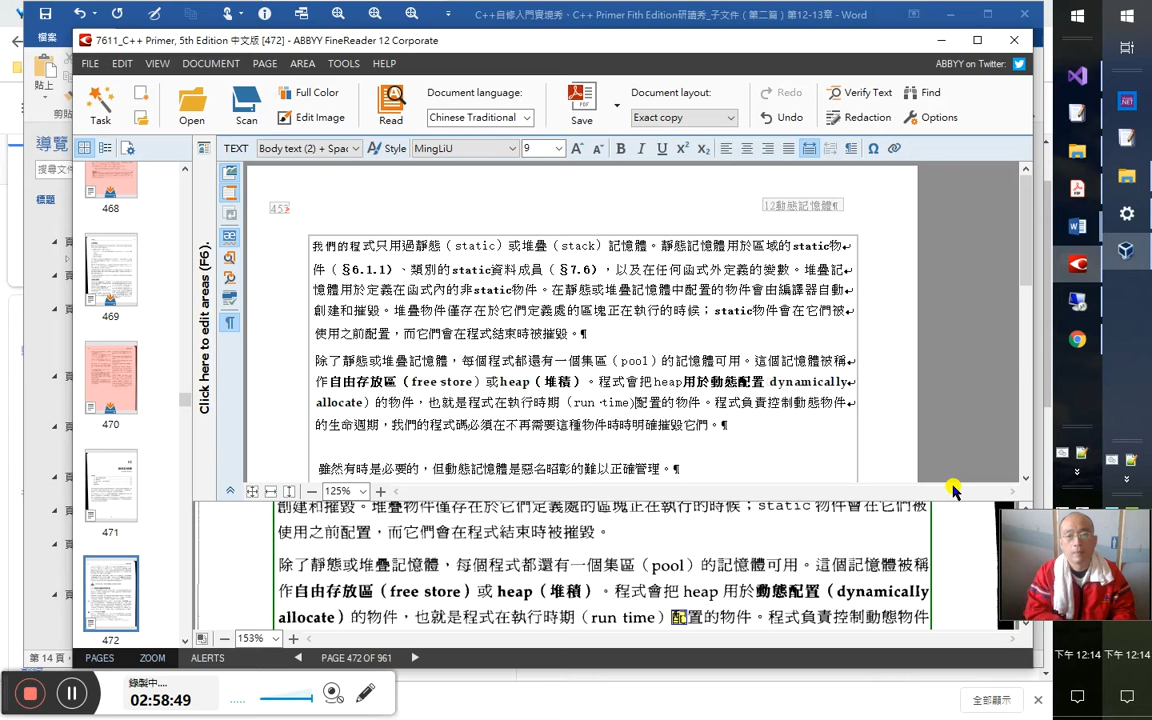 C++自修人門實境秀、C++ Primer Fith Edition研讀秀_子文件（第二篇）第12-13章 - Word
檔案
7611_C++ Primer, 5th Edition 中文版 [472] - ABBYY FineReader 12 Corporate
FILE EDIT VIEW DOCUMENT PAGE AREA TOOLS HELP
ABBYY on Twitter:
貼上
剪貼
Task
Open
Scan
Full Color
Edit Image
Read
Document language:
Chinese Traditional
Save
Document layout:
Exact copy
Redo
Undo
Verify Text
Redaction
Find
Options
導覽
搜尋文件
標題
TEXT Body text (2) + Spac Style MingLiU 9
468
469
470
471
472
Click here to edit areas (F6).
453
12動態記憶體¶
我們的程式只用過靜態（static）或堆疊（stack）記憶體。靜態記憶體用於區域的static物↵
件（§6.1.1）、類別的static資料成員（§7.6），以及在任何函式外定義的變數。堆疊記↵
憶體用於定義在函式內的非static物件。在靜態或堆疊記憶體中配置的物件會由編譯器自動↵
創建和摧毀。堆疊物件僅存在於它們定義處的區塊正在執行的時候；static物件會在它們被↵
使用之前配置，而它們會在程式結束時被摧毀。¶
除了靜態或堆疊記憶體，每個程式都還有一個集區（pool）的記憶體可用。這個記憶體被稱↵
作自由存放區（free store）或heap（堆積）。程式會把heap用於動態配置 dynamically↵
allocate）的物件，也就是程式在執行時期（run·time)配置的物件。程式負責控制動態物件↵
的生命週期，我們的程式碼必須在不再需要這種物件時時明確摧毀它們。¶
雖然有時是必要的，但動態記憶體是惡名昭彰的難以正確管理。¶
125%
創建和摧毀。堆疊物件僅存在於它們定義處的區塊正在執行的時候；static 物件會在它們被
使用之前配置，而它們會在程式結束時被摧毀。
除了靜態或堆疊記憶體，每個程式都還有一個集區（pool）的記憶體可用。這個記憶體被稱
作自由存放區（free store）或 heap（堆積）。程式會把 heap 用於動態配置（dynamically
allocate）的物件，也就是程式在執行時期（run time）配置的物件。程式負責控制動態物件
153%
第 14 頁，
PAGES ZOOM ALERTS PAGE 472 OF 961
錄製中....
02:58:49
全部顯示
下午 12:14
下午 12:14